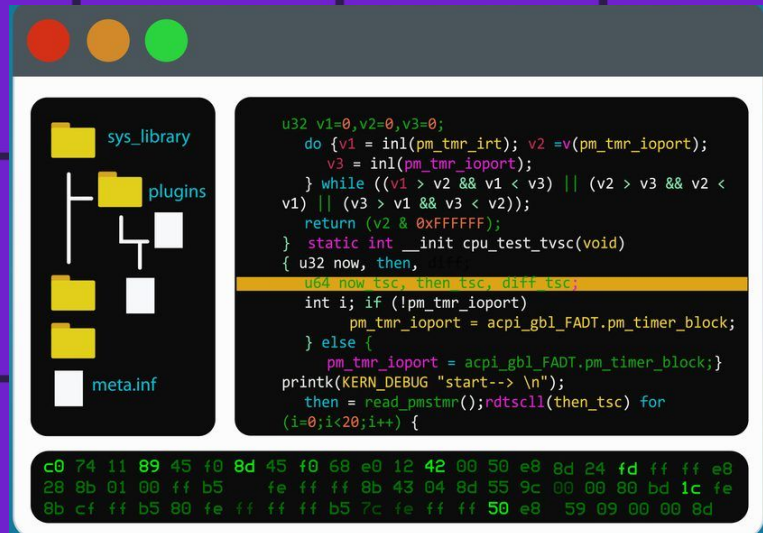 sys_library
plugins
meta.inf
u32 v1=0,v2=0,v3=0;
do {v1 = inl(pm_tmr_irt); v2 =v(pm_tmr_ioport);
v3 = inl(pm_tmr_ioport);
} while ((v1 > v2 && v1 < v3) || (v2 > v3 && v2 <
v1) || (v3 > v1 && v3 < v2));
return (v2 & 0xFFFFFF);
} static int __init cpu_test_tvsc(void)
{ u32 now, then, diff;
u64 now_tsc, then_tsc, diff_tsc;
int i; if (!pm_tmr_ioport)
pm_tmr_ioport = acpi_gbl_FADT.pm_timer_block;
} else {
pm_tmr_ioport = acpi_gbl_FADT.pm_timer_block;}
printk(KERN_DEBUG "start--> \n");
then = read_pmstmr();rdtscll(then_tsc) for
(i=0;i<20;i++) {
c0 74 11 89 45 f0 8d 45 f0 68 e0 12 42 00 50 e8 8d 24 fd ff ff e8
28 8b 01 00 ff b5 fe ff ff 8b 43 04 8d 55 9c 00 00 80 bd 1c fe
8b cf ff b5 80 fe ff ff ff b5 7c fe ff ff 50 e8 59 09 00 00 8d